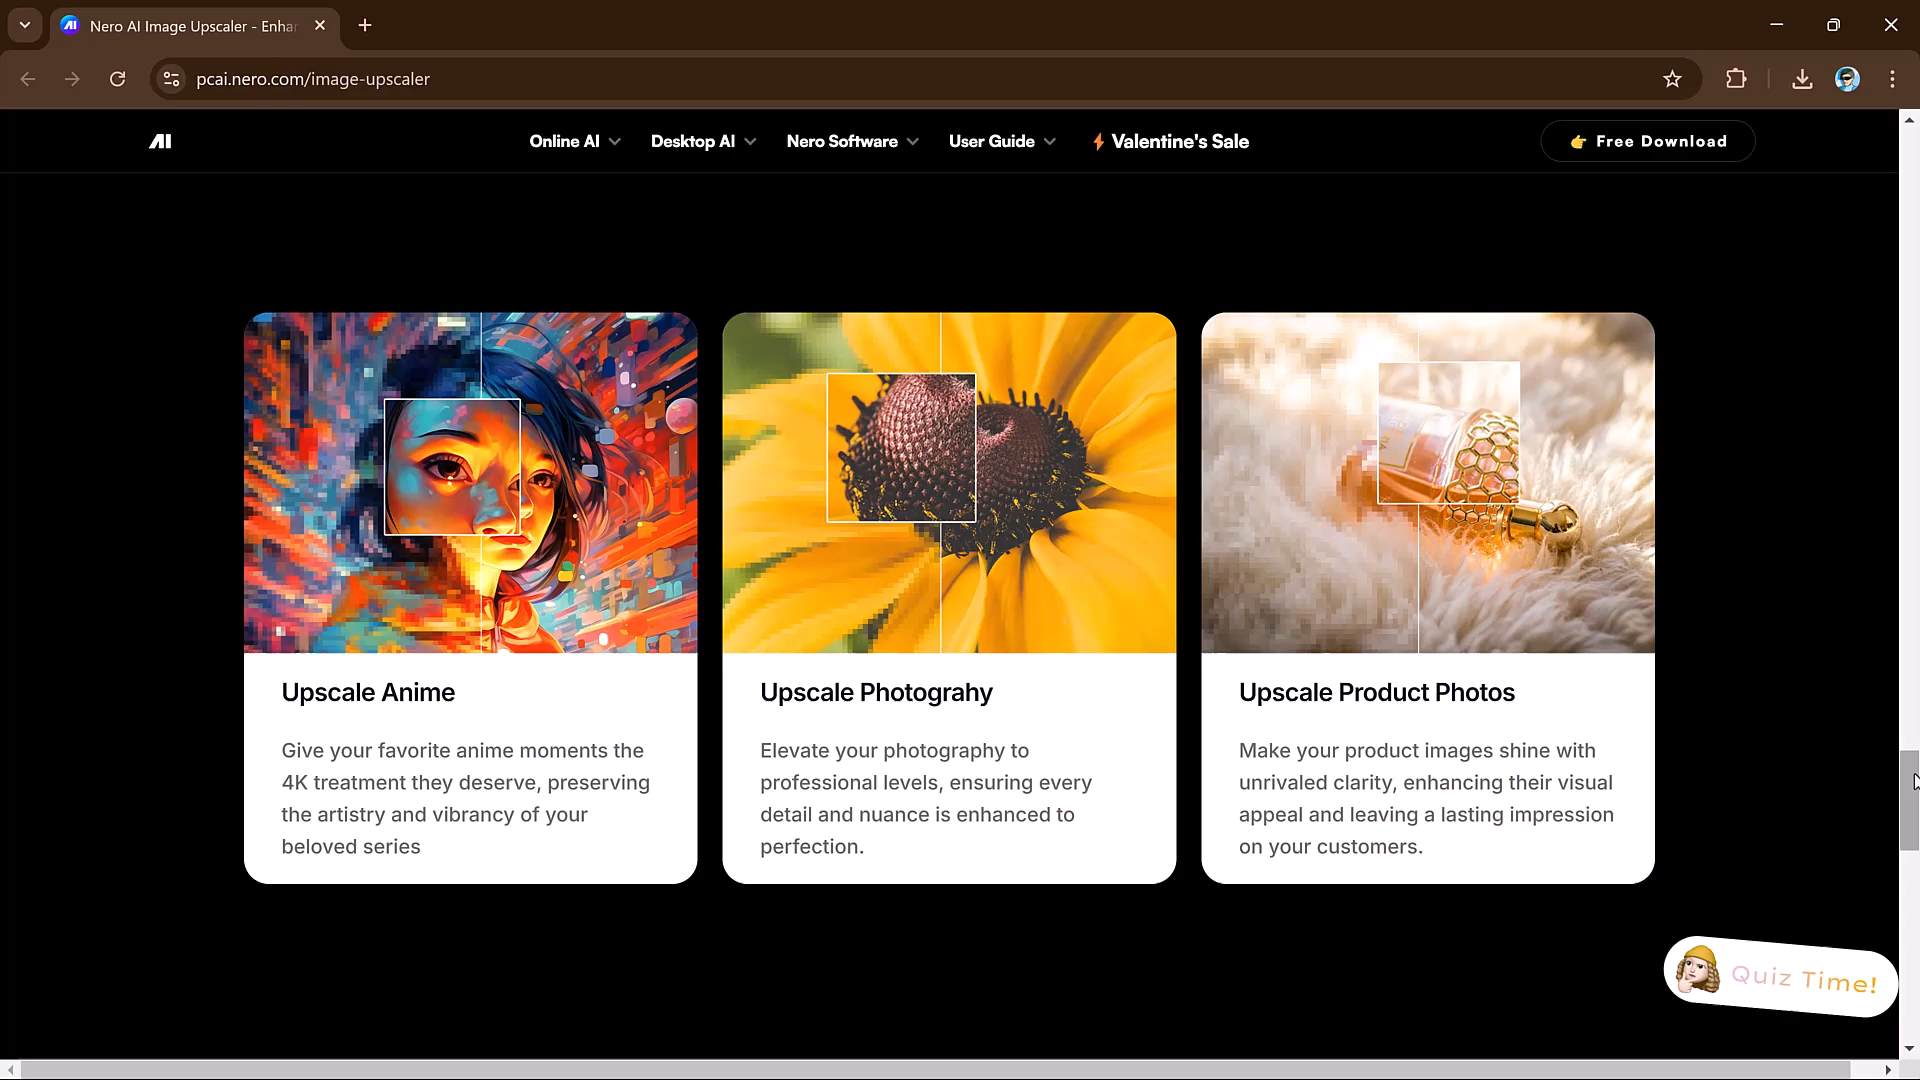 Nero AI Image Upscaler - Enha
pcai.nero.com/image-upscaler
AI
Online AI
Desktop AI
Nero Software
User Guide
Valentine's Sale
Free Download
Upscale Anime
Give your favorite anime moments the
4K treatment they deserve, preserving
the artistry and vibrancy of your
beloved series
Upscale Photograhy
Elevate your photography to
professional levels, ensuring every
detail and nuance is enhanced to
perfection.
Upscale Product Photos
Make your product images shine with
unrivaled clarity, enhancing their visual
appeal and leaving a lasting impression
on your customers.
Quiz Time!